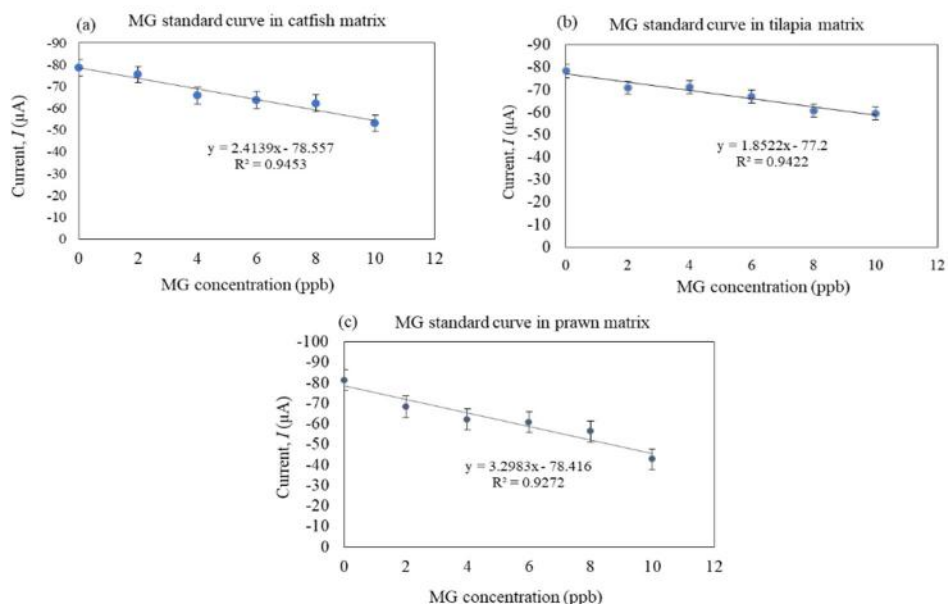 (a) MG standard curve in catfish matrix
-90
-80
-70
-60
-50
-40
-30
-20
-10
0
Current, I (µA)
y = 2.4139x - 78.557
R² = 0.9453
0 2 4 6 8 10 12
MG concentration (ppb)
(b) MG standard curve in tilapia matrix
-90
-80
-70
-60
-50
-40
-30
-20
-10
0
Current, I (µA)
y = 1.8522x - 77.2
R² = 0.9422
0 2 4 6 8 10 12
MG concentration (ppb)
(c) MG standard curve in prawn matrix
-100
-80
-70
-60
-50
-40
-30
-20
-10
0
Current, I (µA)
y = 3.2983x - 78.416
R² = 0.9272
0 2 4 6 8 10 12
MG concentration (ppb)